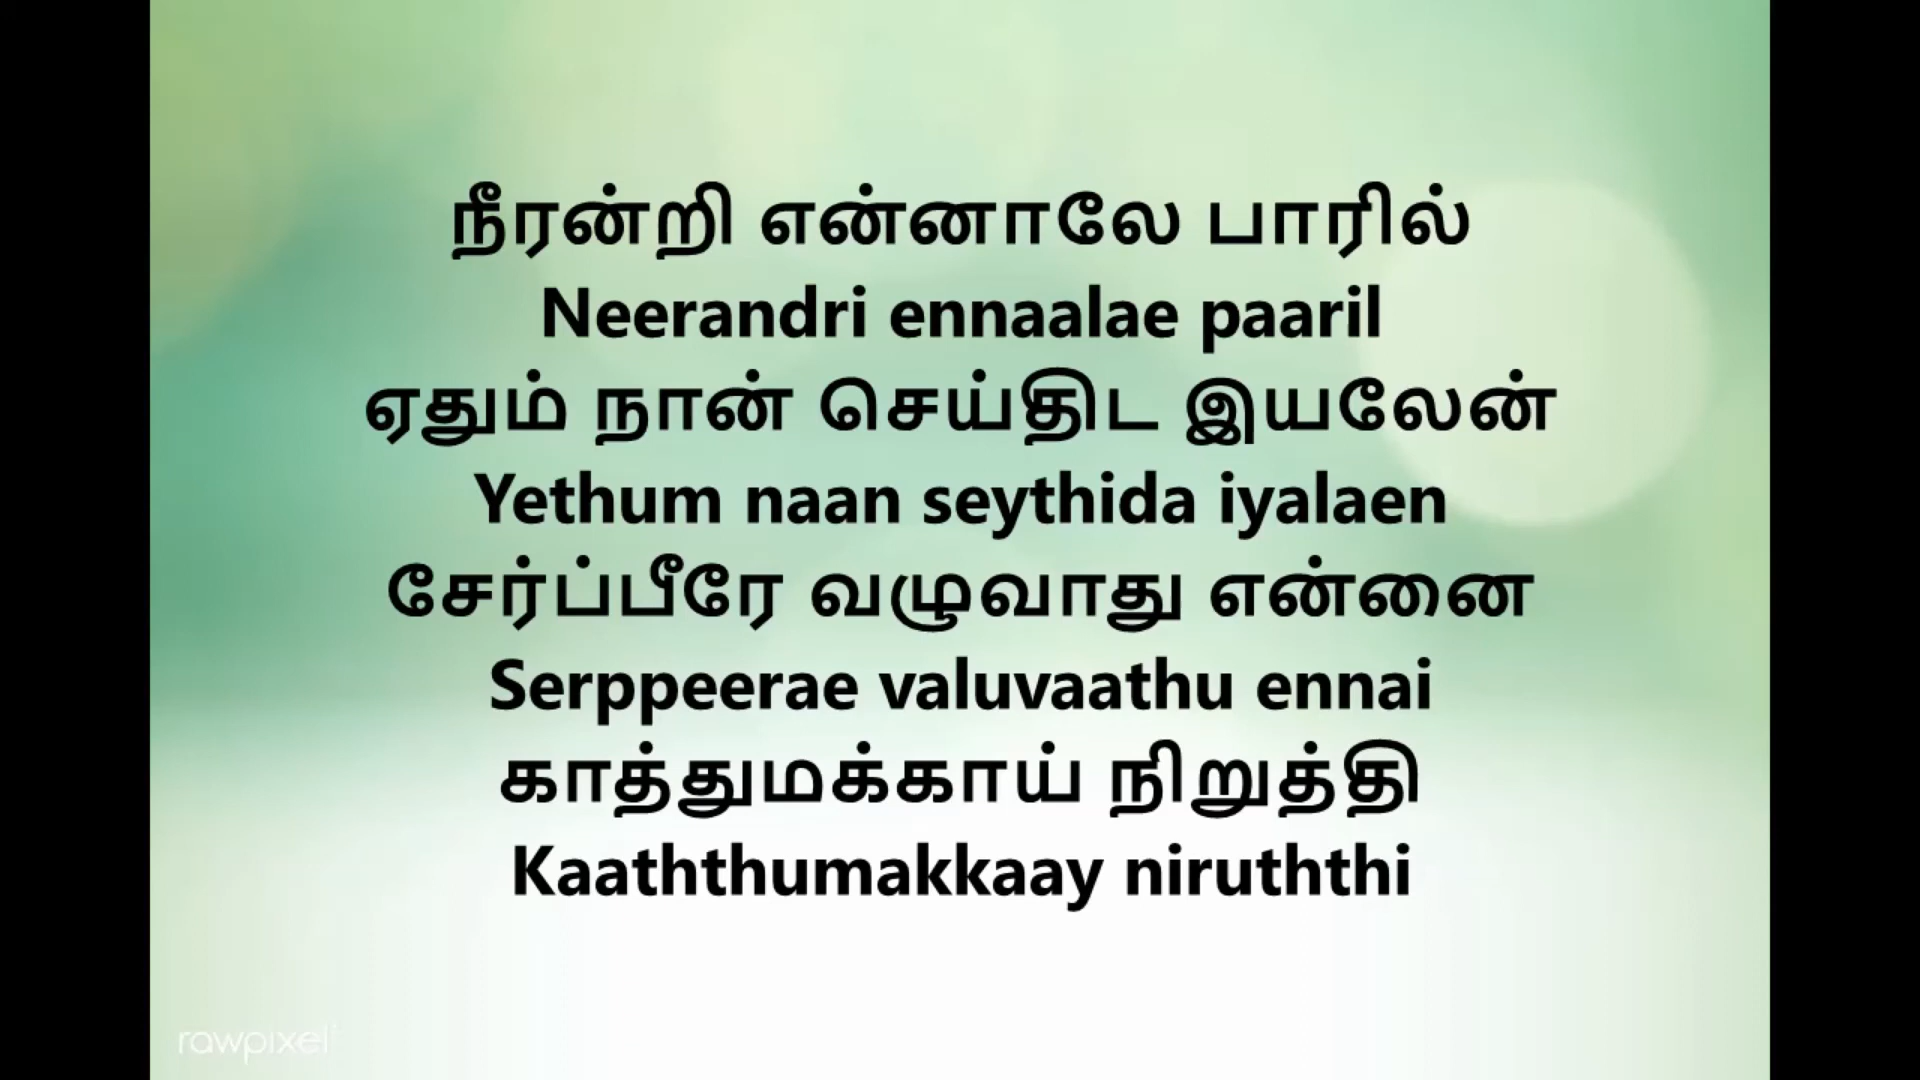 நீரன்றி என்னாலே பாரில்
Neerandri ennaalae paaril
ஏதும் நான் செய்திட இயலேன்
Yethum naan seythida iyalaen
சேர்ப்பீரே வழுவாது என்னை
Serppeerae valuvaathu ennai
காத்துமக்காய் நிறுத்தி
Kaaththumakkaay niruththi
rawpixel